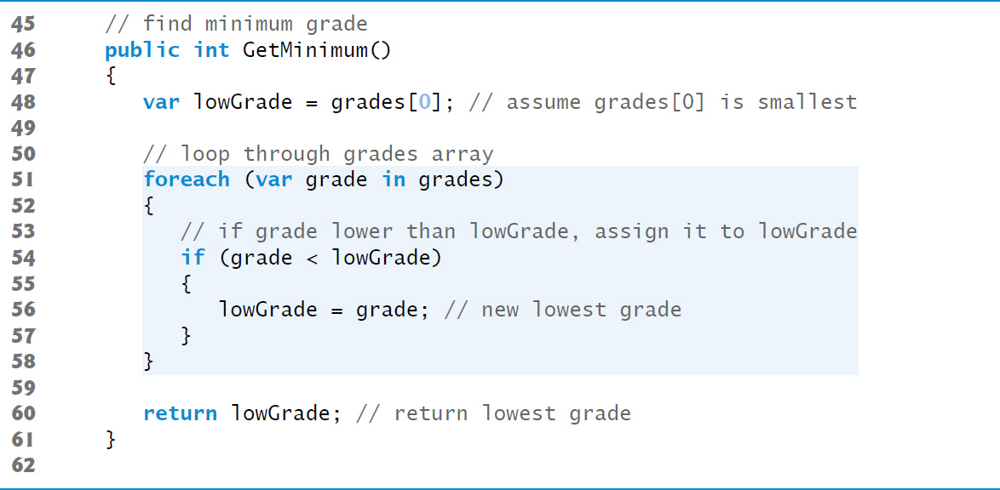 45 // find minimum grade
46 public int GetMinimum()
47 {
48 var lowGrade = grades[0]; // assume grades[0] is smallest
49
50 // loop through grades array
51 foreach (var grade in grades)
52 {
53 // if grade lower than lowGrade, assign it to lowGrade
54 if (grade < lowGrade)
55 {
56 lowGrade = grade; // new lowest grade
57 }
58 }
59
60 return lowGrade; // return lowest grade
61 }
62